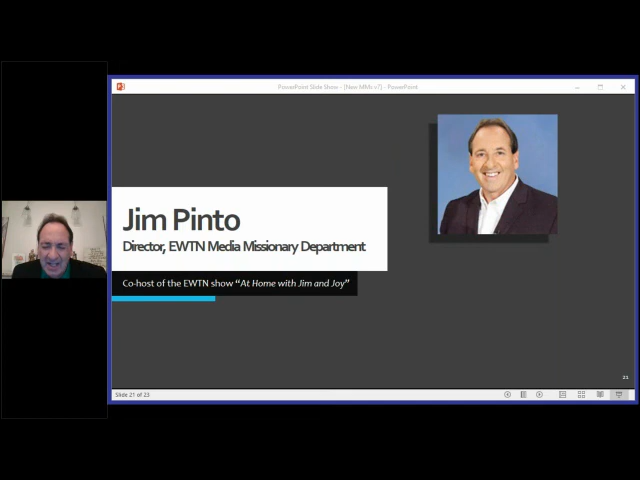 PowerPoint Slide Show - [New MMs v7] - PowerPoint
Jim Pinto
Director, EWTN Media Missionary Department
Co-host of the EWTN show “At Home with Jim and Joy”
21
Slide 21 of 23